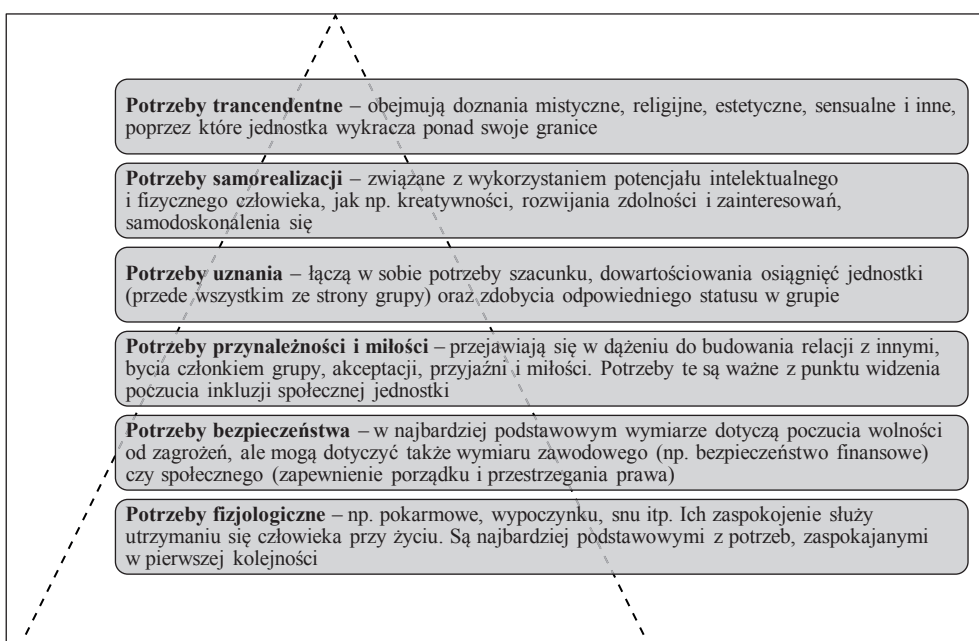 Potrzeby trancendentne – obejmują doznania mistyczne, religijne, estetyczne, sensualne i inne,
poprzez które jednostka wykracza ponad swoje granice
Potrzeby samorealizacji – związane z wykorzystaniem potencjału intelektualnego
i fizycznego człowieka, jak np. kreatywności, rozwijania zdolności i zainteresowań,
samodoskonalenia się
Potrzeby uznania – łączą w sobie potrzeby szacunku, dowartościowania osiągnięć jednostki
(przede wszystkim ze strony grupy) oraz zdobycia odpowiedniego statusu w grupie
Potrzeby przynależności i miłości – przejawiają się w dążeniu do budowania relacji z innymi,
bycia członkiem grupy, akceptacji, przyjaźni i miłości. Potrzeby te są ważne z punktu widzenia
poczucia inkluzji społecznej jednostki
Potrzeby bezpieczeństwa – w najbardziej podstawowym wymiarze dotyczą poczucia wolności
od zagrożeń, ale mogą dotyczyć także wymiaru zawodowego (np. bezpieczeństwo finansowe)
czy społecznego (zapewnienie porządku i przestrzegania prawa)
Potrzeby fizjologiczne – np. pokarmowe, wypoczynku, snu itp. Ich zaspokojenie służy
utrzymaniu się człowieka przy życiu. Są najbardziej podstawowymi z potrzeb, zaspokajanymi
w pierwszej kolejności